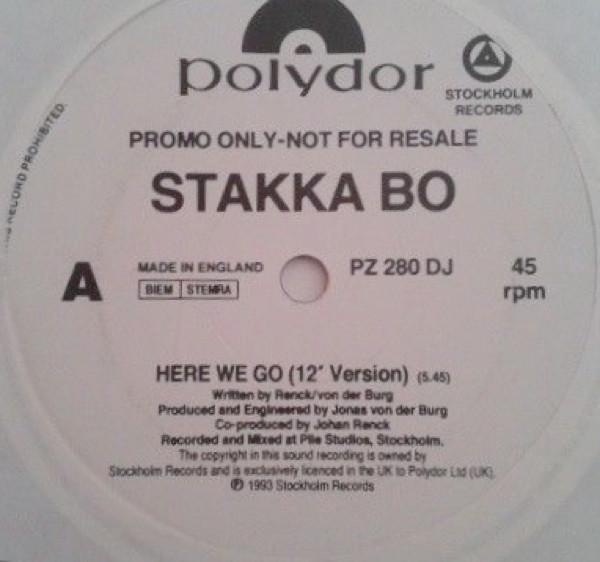 polydor
STOCKHOLM
RECORDS
RECORD PROHIBITED
PROMO ONLY-NOT FOR RESALE
STAKKA BO
A
MADE IN ENGLAND
BIEM STEMRA
PZ 280 DJ
45
rpm
HERE WE GO (12" Version) (5.45)
Written by Renck/von der Burg
Produced and Engineered by Jonas von der Burg
Co-produced by Johan Renck
Recorded and Mixed at Pile Studios, Stockholm.
The copyright in this sound recording is owned by
Stockholm Records and is exclusively licenced in the UK to Polydor Ltd (UK).
℗ 1993 Stockholm Records